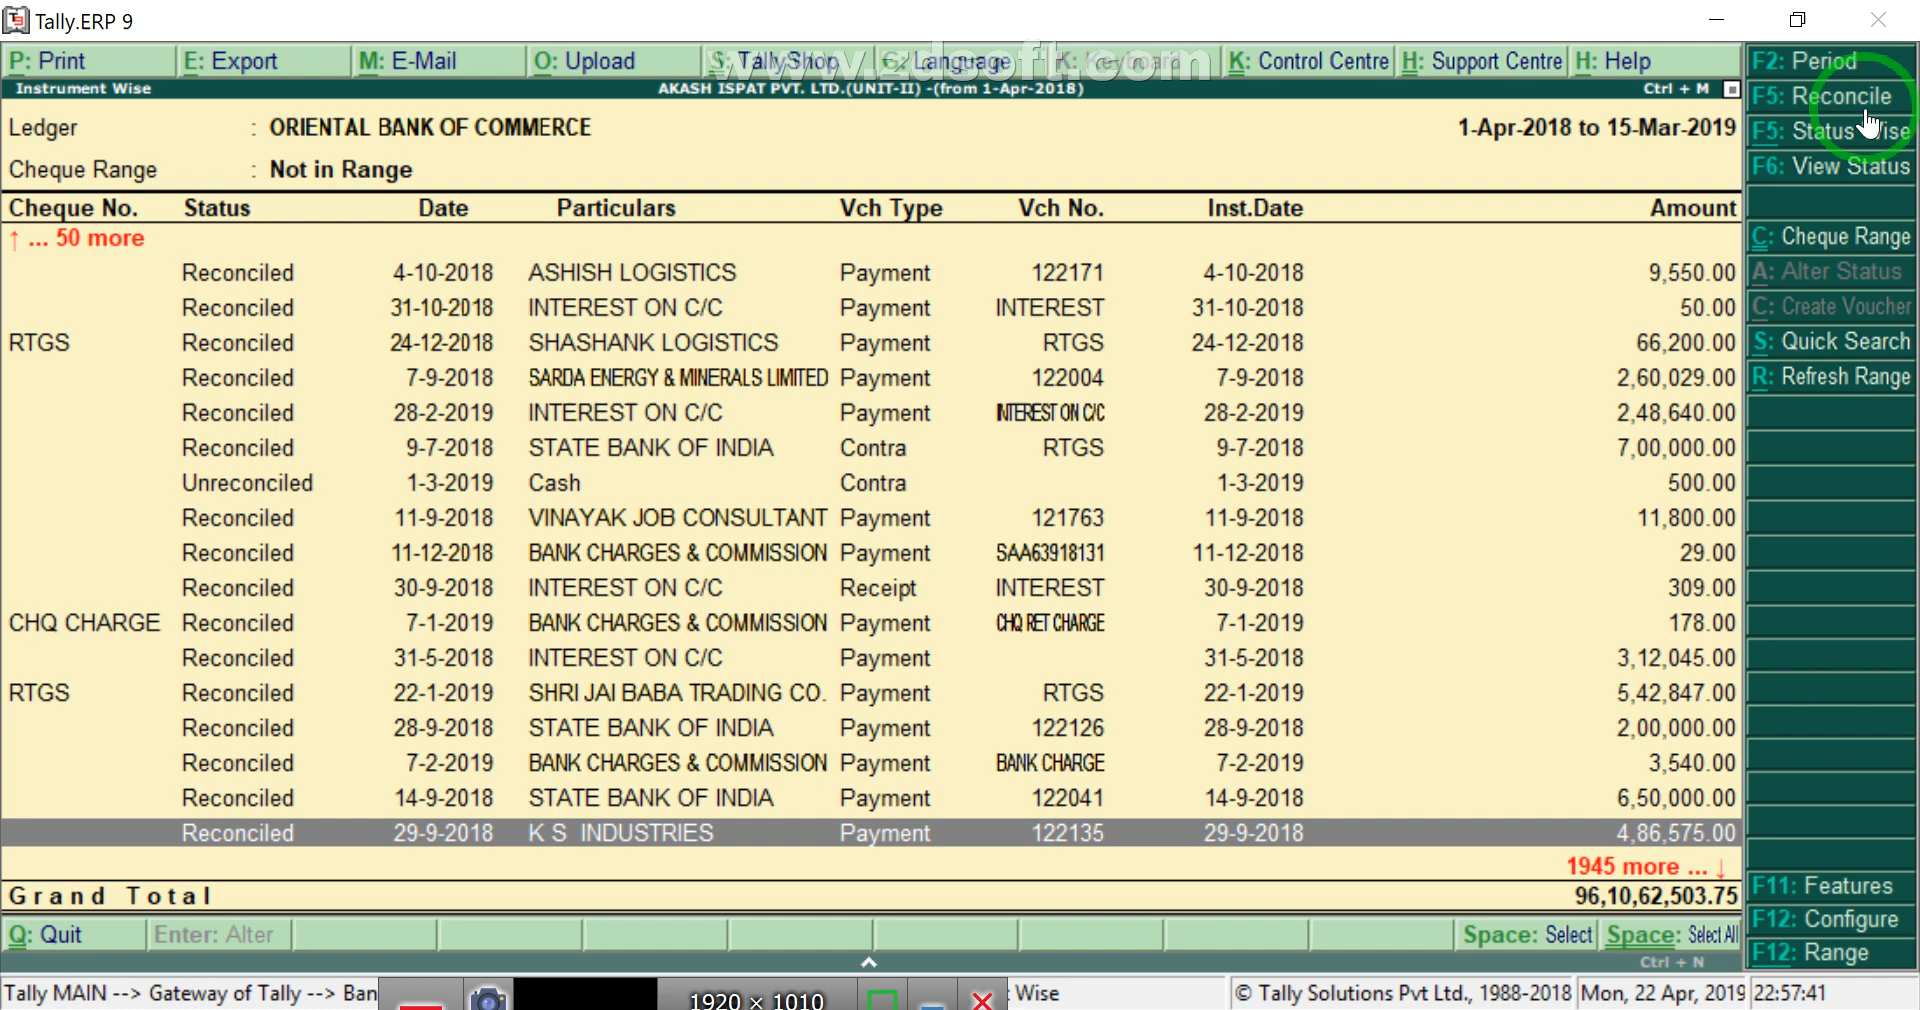 Tally.ERP 9
P: Print E: Export M: E-Mail O: Upload S: TallyShop G: Language K: Keyboard K: Control Centre H: Support Centre H: Help
www.zdsoft.com
Instrument Wise AKASH ISPAT PVT. LTD.(UNIT-II) -(from 1-Apr-2018) Ctrl + M
Ledger : ORIENTAL BANK OF COMMERCE 1-Apr-2018 to 15-Mar-2019
Cheque Range : Not in Range
Cheque No. Status Date Particulars Vch Type Vch No. Inst.Date Amount
↑ ... 50 more
Reconciled 4-10-2018 ASHISH LOGISTICS Payment 122171 4-10-2018 9,550.00
Reconciled 31-10-2018 INTEREST ON C/C Payment INTEREST 31-10-2018 50.00
RTGS Reconciled 24-12-2018 SHASHANK LOGISTICS Payment RTGS 24-12-2018 66,200.00
Reconciled 7-9-2018 SARDA ENERGY & MINERALS LIMITED Payment 122004 7-9-2018 2,60,029.00
Reconciled 28-2-2019 INTEREST ON C/C Payment INTEREST ON C/C 28-2-2019 2,48,640.00
Reconciled 9-7-2018 STATE BANK OF INDIA Contra RTGS 9-7-2018 7,00,000.00
Unreconciled 1-3-2019 Cash Contra 1-3-2019 500.00
Reconciled 11-9-2018 VINAYAK JOB CONSULTANT Payment 121763 11-9-2018 11,800.00
Reconciled 11-12-2018 BANK CHARGES & COMMISSION Payment SAA63918131 11-12-2018 29.00
Reconciled 30-9-2018 INTEREST ON C/C Receipt INTEREST 30-9-2018 309.00
CHQ CHARGE Reconciled 7-1-2019 BANK CHARGES & COMMISSION Payment CHQ RET CHARGE 7-1-2019 178.00
Reconciled 31-5-2018 INTEREST ON C/C Payment 31-5-2018 3,12,045.00
RTGS Reconciled 22-1-2019 SHRI JAI BABA TRADING CO. Payment RTGS 22-1-2019 5,42,847.00
Reconciled 28-9-2018 STATE BANK OF INDIA Payment 122126 28-9-2018 2,00,000.00
Reconciled 7-2-2019 BANK CHARGES & COMMISSION Payment BANK CHARGE 7-2-2019 3,540.00
Reconciled 14-9-2018 STATE BANK OF INDIA Payment 122041 14-9-2018 6,50,000.00
Reconciled 29-9-2018 K S INDUSTRIES Payment 122135 29-9-2018 4,86,575.00
1945 more ... ↓
Grand Total 96,10,62,503.75
Q: Quit Enter: Alter Space: Select Space: Select All
Ctrl + N
F2: Period
F5: Reconcile
F5: Status Wise
F6: View Status
C: Cheque Range
A: Alter Status
C: Create Voucher
S: Quick Search
R: Refresh Range
F11: Features
F12: Configure
F12: Range
Tally MAIN --> Gateway of Tally --> Ban 1920 × 1010 Wise © Tally Solutions Pvt Ltd., 1988-2018 Mon, 22 Apr, 2019 22:57:41